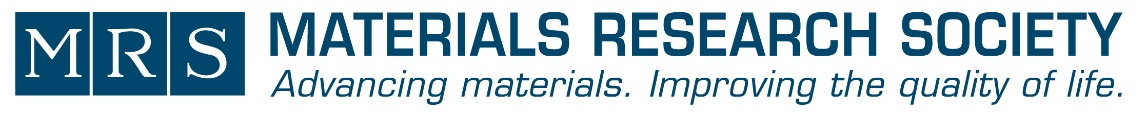 MRS
MATERIALS RESEARCH SOCIETY
Advancing materials. Improving the quality of life.